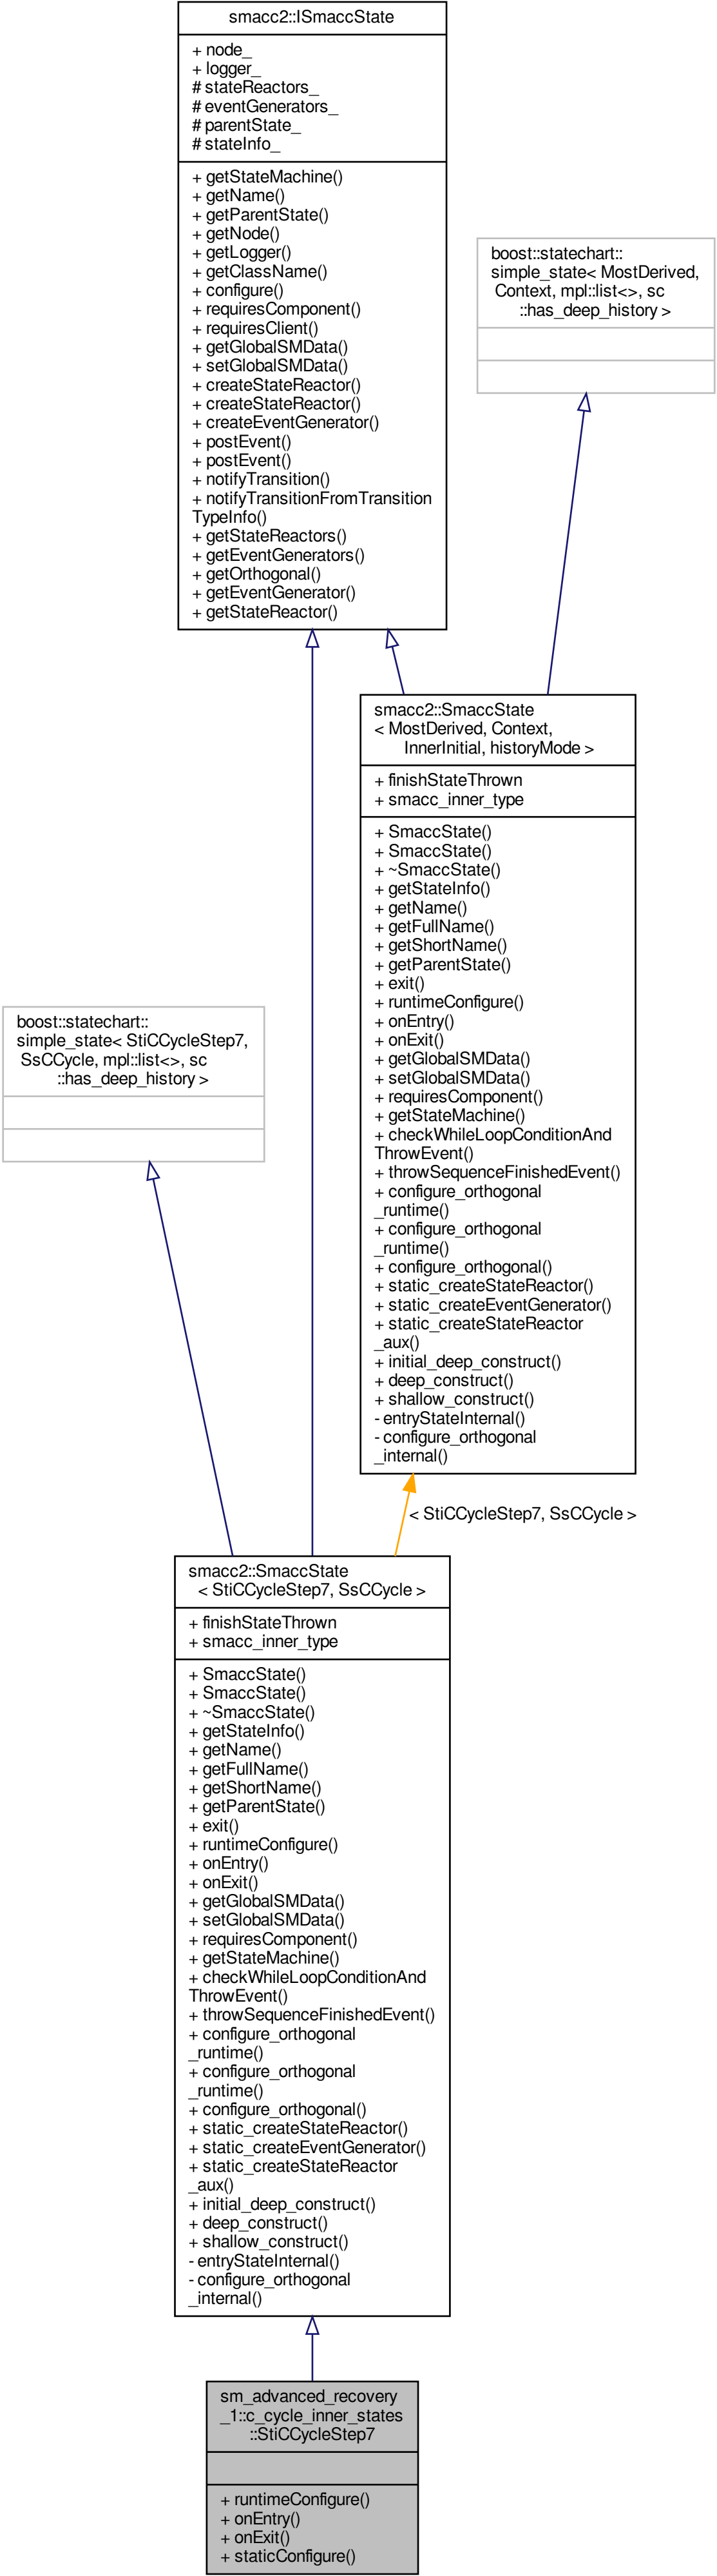 smacc2::ISmaccState
+ node_
+ logger_
# stateReactors_
# eventGenerators_
# parentState_
# stateInfo_
+ getStateMachine()
+ getName()
+ getParentState()
+ getNode()
+ getLogger()
+ getClassName()
+ configure()
+ requiresComponent()
+ requiresClient()
+ getGlobalSMData()
+ setGlobalSMData()
+ createStateReactor()
+ createStateReactor()
+ createEventGenerator()
+ postEvent()
+ postEvent()
+ notifyTransition()
+ notifyTransitionFromTransition
TypeInfo()
+ getStateReactors()
+ getEventGenerators()
+ getOrthogonal()
+ getEventGenerator()
+ getStateReactor()
boost::statechart::
simple_state< MostDerived,
Context, mpl::list<>, sc
::has_deep_history >
smacc2::SmaccState
< MostDerived, Context,
InnerInitial, historyMode >
+ finishStateThrown
+ smacc_inner_type
+ SmaccState()
+ SmaccState()
+ ~SmaccState()
+ getStateInfo()
+ getName()
+ getFullName()
+ getShortName()
+ getParentState()
+ exit()
+ runtimeConfigure()
+ onEntry()
+ onExit()
+ getGlobalSMData()
+ setGlobalSMData()
+ requiresComponent()
+ getStateMachine()
+ checkWhileLoopConditionAnd
ThrowEvent()
+ throwSequenceFinishedEvent()
+ configure_orthogonal
_runtime()
+ configure_orthogonal
_runtime()
+ configure_orthogonal()
+ static_createStateReactor()
+ static_createEventGenerator()
+ static_createStateReactor
_aux()
+ initial_deep_construct()
+ deep_construct()
+ shallow_construct()
- entryStateInternal()
- configure_orthogonal
_internal()
boost::statechart::
simple_state< StiCCycleStep7,
SsCCycle, mpl::list<>, sc
::has_deep_history >
< StiCCycleStep7, SsCCycle >
smacc2::SmaccState
< StiCCycleStep7, SsCCycle >
+ finishStateThrown
+ smacc_inner_type
+ SmaccState()
+ SmaccState()
+ ~SmaccState()
+ getStateInfo()
+ getName()
+ getFullName()
+ getShortName()
+ getParentState()
+ exit()
+ runtimeConfigure()
+ onEntry()
+ onExit()
+ getGlobalSMData()
+ setGlobalSMData()
+ requiresComponent()
+ getStateMachine()
+ checkWhileLoopConditionAnd
ThrowEvent()
+ throwSequenceFinishedEvent()
+ configure_orthogonal
_runtime()
+ configure_orthogonal
_runtime()
+ configure_orthogonal()
+ static_createStateReactor()
+ static_createEventGenerator()
+ static_createStateReactor
_aux()
+ initial_deep_construct()
+ deep_construct()
+ shallow_construct()
- entryStateInternal()
- configure_orthogonal
_internal()
sm_advanced_recovery
_1::c_cycle_inner_states
::StiCCycleStep7
+ runtimeConfigure()
+ onEntry()
+ onExit()
+ staticConfigure()